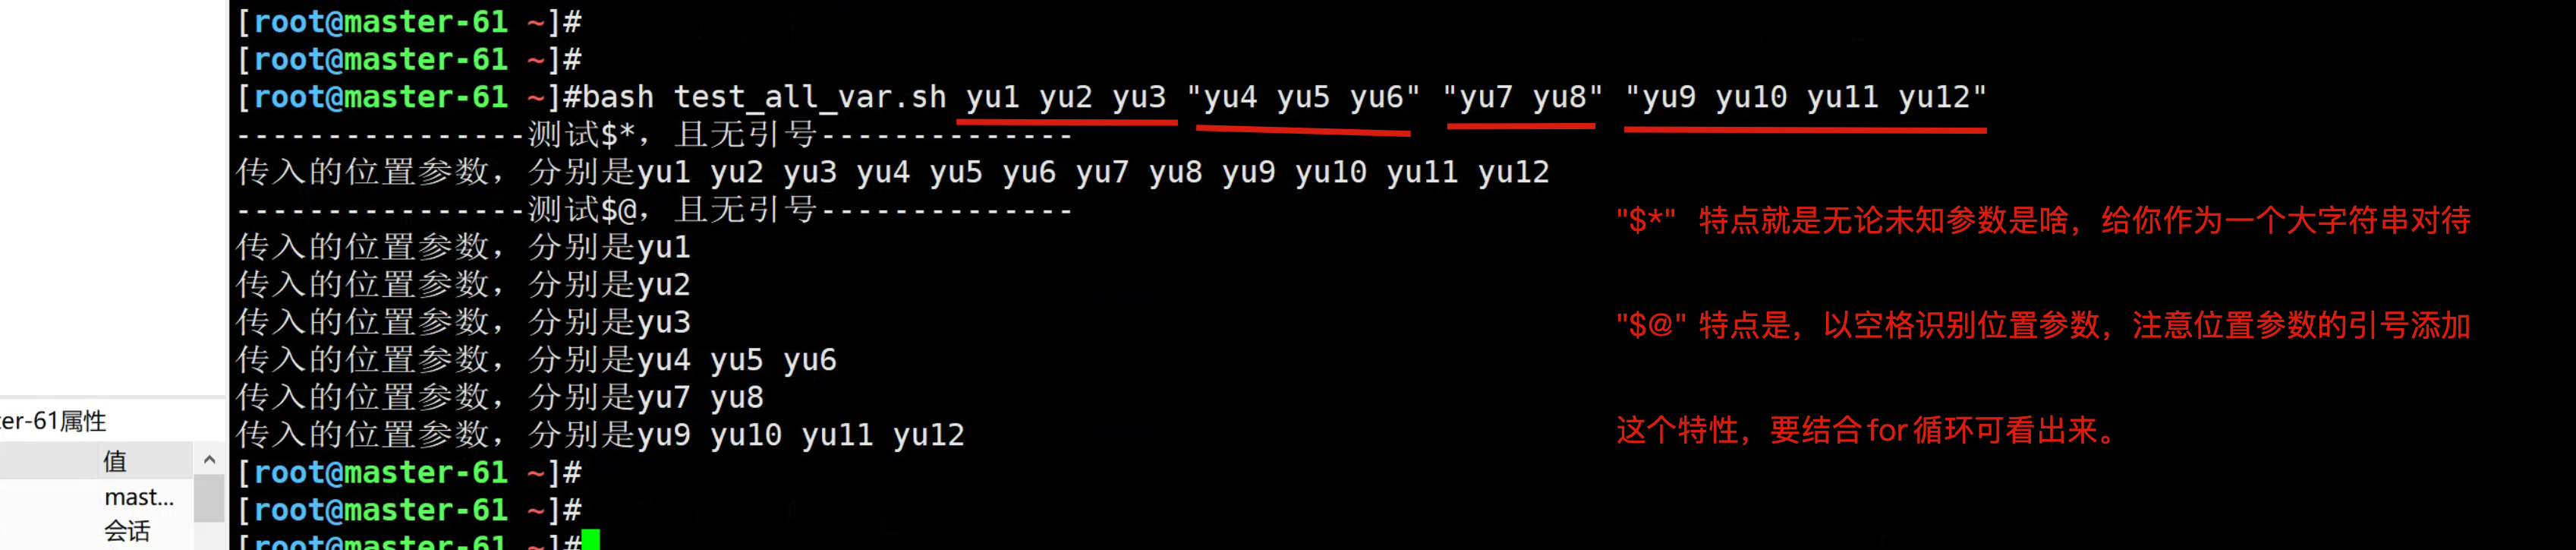 [root@master-61 ~]#
[root@master-61 ~]#
[root@master-61 ~]#bash test_all_var.sh yu1 yu2 yu3 "yu4 yu5 yu6" "yu7 yu8" "yu9 yu10 yu11 yu12"
----------------测试$*，且无引号--------------
传入的位置参数，分别是yu1 yu2 yu3 yu4 yu5 yu6 yu7 yu8 yu9 yu10 yu11 yu12
----------------测试$@，且无引号--------------
传入的位置参数，分别是yu1
传入的位置参数，分别是yu2
传入的位置参数，分别是yu3
传入的位置参数，分别是yu4 yu5 yu6
传入的位置参数，分别是yu7 yu8
传入的位置参数，分别是yu9 yu10 yu11 yu12
[root@master-61 ~]#
[root@master-61 ~]#
[root@master-61 ~]#
"$*" 特点就是无论未知参数是啥，给你作为一个大字符串对待
"$@" 特点是，以空格识别位置参数，注意位置参数的引号添加
这个特性，要结合for循环可看出来。
ter-61属性
值
mast...
会话